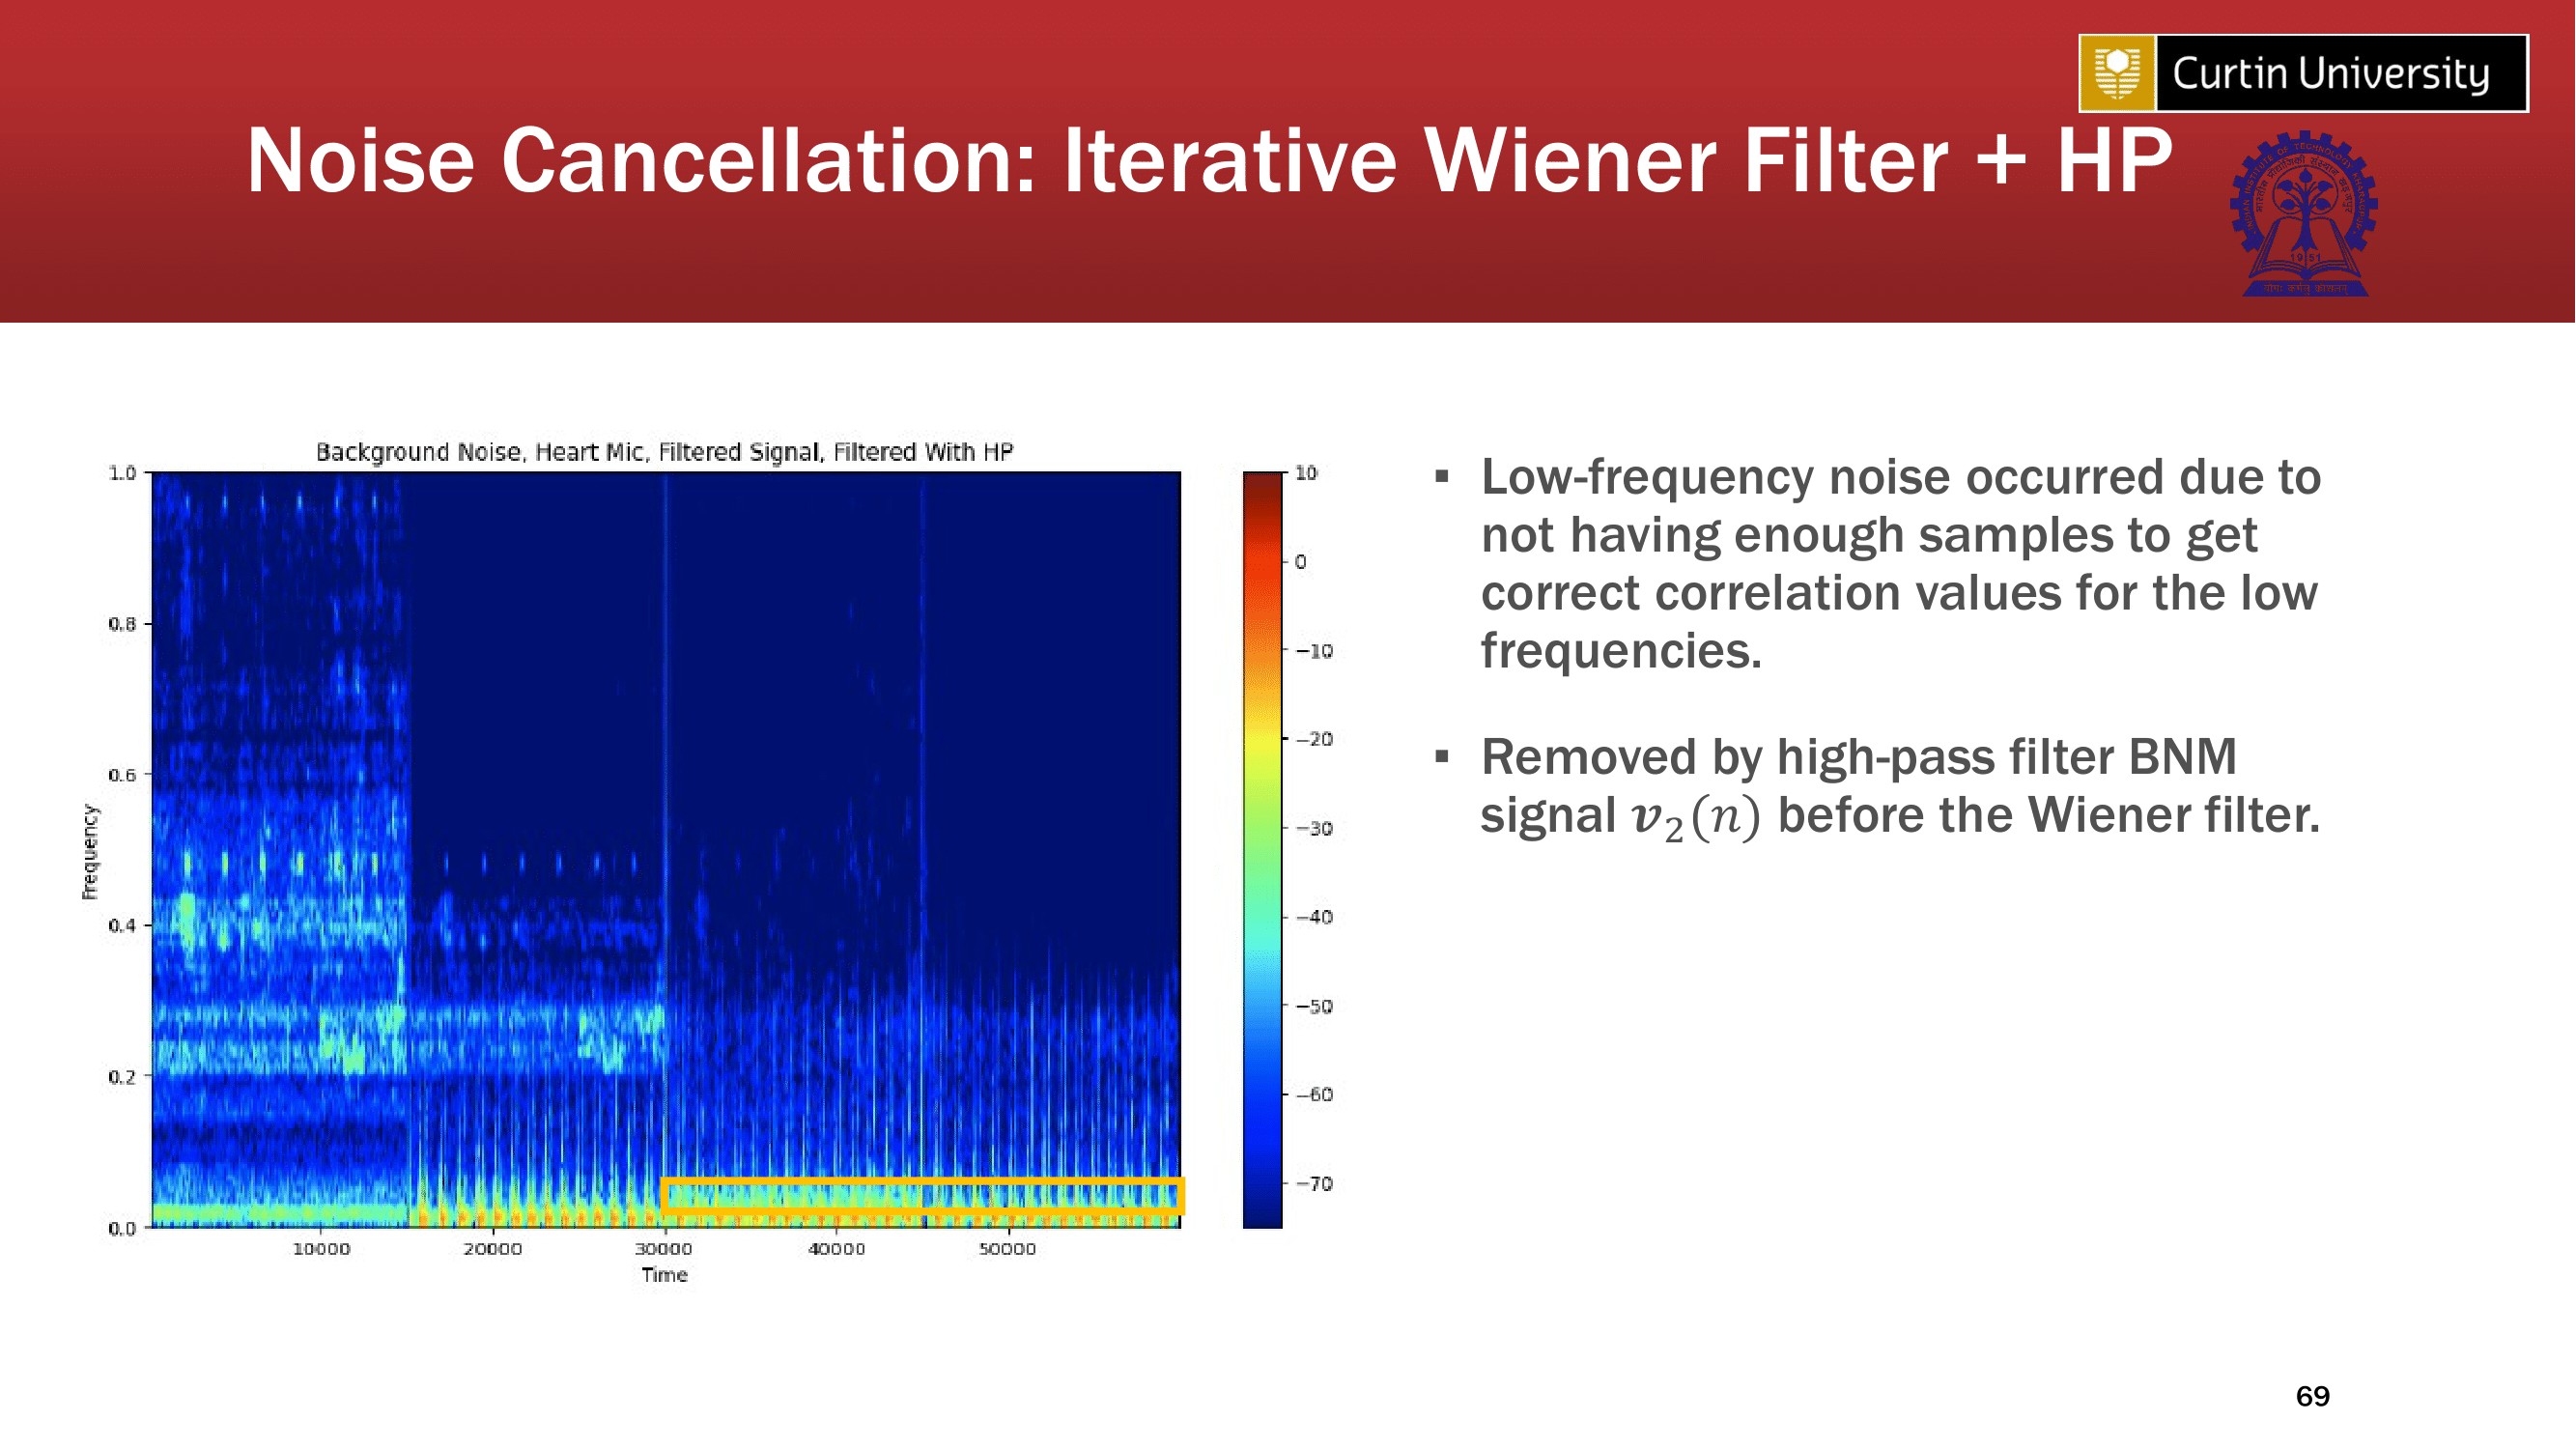 Curtin University
Noise Cancellation: Iterative Wiener Filter + HP
1951
Background Noise, Heart Mic, Filtered Signal, Filtered With HP
1.0
0.8
0.6
0.4
0.2
0.0
Frequency
10000 20000 30000 40000 50000
Time
10
0
−10
−20
−30
−40
−50
−60
−70
▪ Low-frequency noise occurred due to
not having enough samples to get
correct correlation values for the low
frequencies.
▪ Removed by high-pass filter BNM
signal 𝒗₂(𝑛) before the Wiener filter.
69